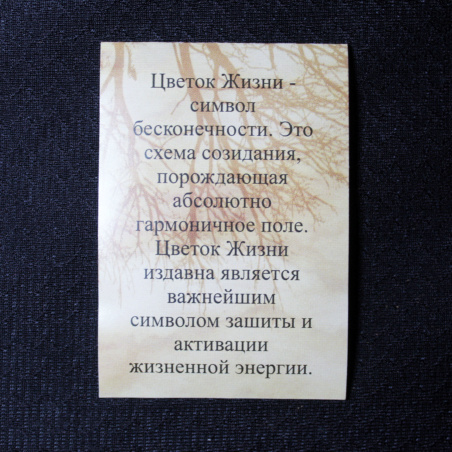 Цветок Жизни -
символ
бесконечности. Это
схема созидания,
порождающая
абсолютно
гармоничное поле.
Цветок Жизни
издавна является
важнейшим
символом зашиты и
активации
жизненной энергии.